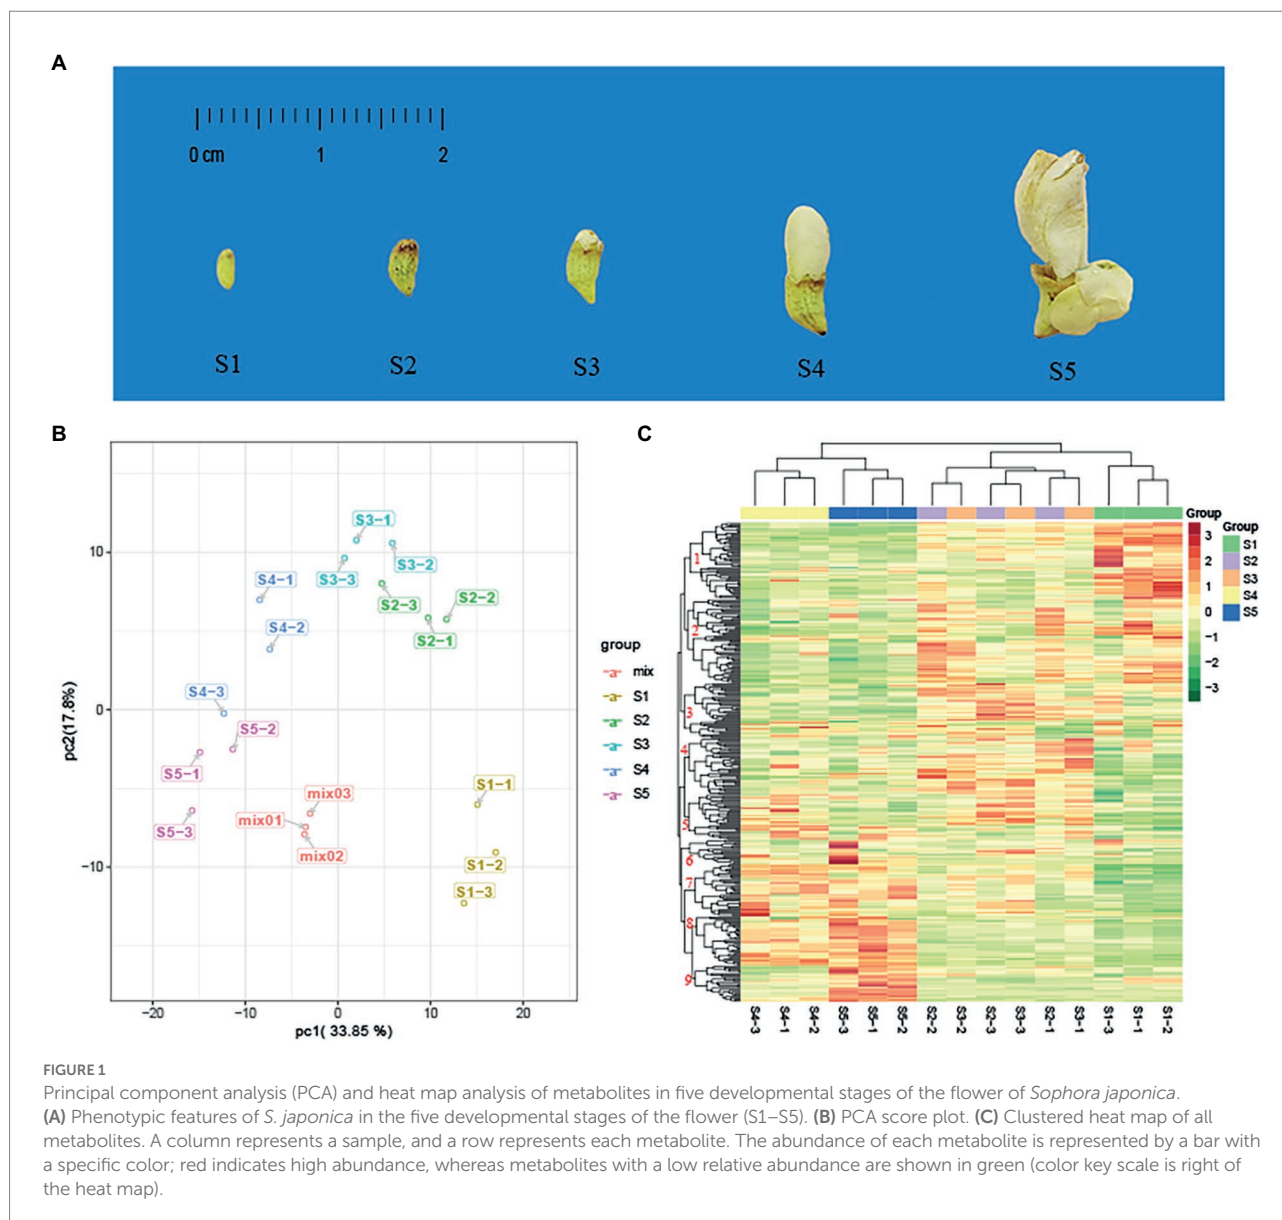 A
0 cm 1 2
S1 S2 S3 S4 S5
B
10
0
−10
−20 −10 0 10 20
pc2(17.8%)
pc1( 33.85 %)
S3−1
S3−2
S3−3
S4−1
S2−3
S2−2
S4−2
S2−1
S4−3
S5−2
S5−1
S1−1
mix03
mix01
S5−3
mix02
S1−2
S1−3
group
a mix
a S1
a S2
a S3
a S4
a S5
C
1
2
3
4
5
6
7
8
9
S4−3 S4−1 S4−2 S5−3 S5−1 S5−2 S2−2 S3−2 S2−3 S3−3 S2−1 S3−1 S1−3 S1−1 S1−2
Group
3
2
1
0
−1
−2
−3
Group
S1
S2
S3
S4
S5
FIGURE 1
Principal component analysis (PCA) and heat map analysis of metabolites in five developmental stages of the flower of Sophora japonica.
(A) Phenotypic features of S. japonica in the five developmental stages of the flower (S1–S5). (B) PCA score plot. (C) Clustered heat map of all
metabolites. A column represents a sample, and a row represents each metabolite. The abundance of each metabolite is represented by a bar with
a specific color; red indicates high abundance, whereas metabolites with a low relative abundance are shown in green (color key scale is right of
the heat map).